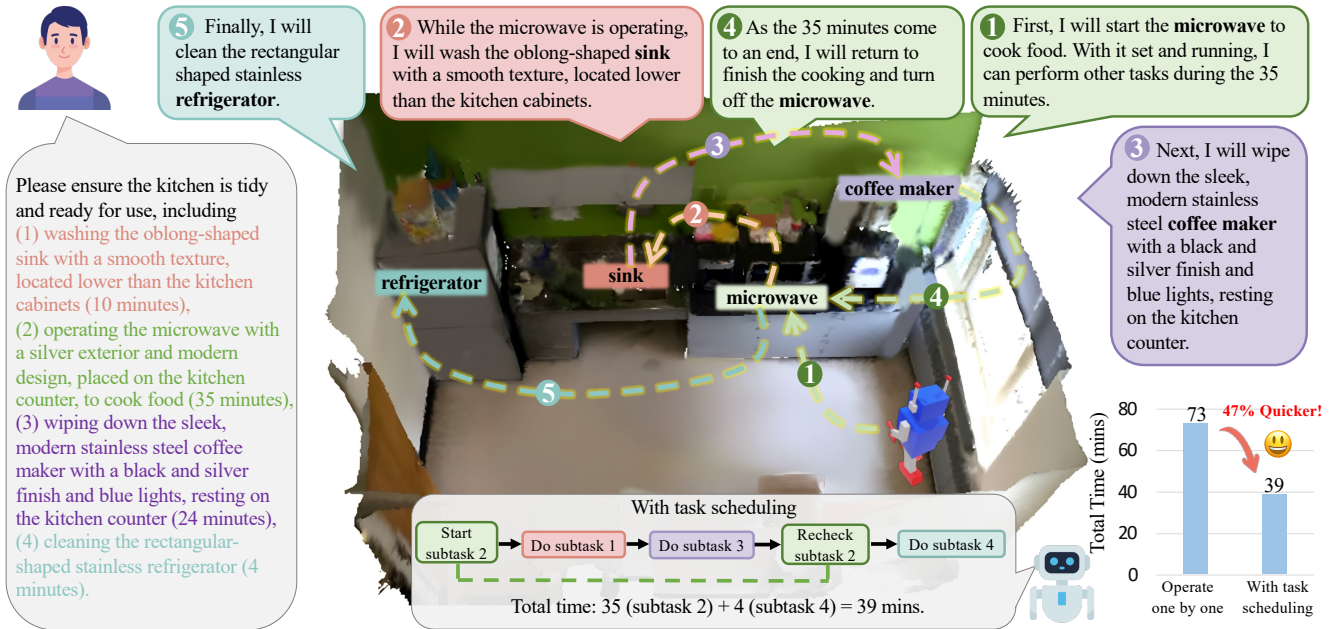 5 Finally, I will
clean the rectangular
shaped stainless
refrigerator.
2 While the microwave is operating,
I will wash the oblong-shaped sink
with a smooth texture, located lower
than the kitchen cabinets.
4 As the 35 minutes come
to an end, I will return to
finish the cooking and turn
off the microwave.
1 First, I will start the microwave to
cook food. With it set and running, I
can perform other tasks during the 35
minutes.
3 Next, I will wipe
down the sleek,
modern stainless
steel coffee maker
with a black and
silver finish and
blue lights, resting
on the kitchen
counter.
Please ensure the kitchen is tidy
and ready for use, including
(1) washing the oblong-shaped
sink with a smooth texture,
located lower than the kitchen
cabinets (10 minutes),
(2) operating the microwave with
a silver exterior and modern
design, placed on the kitchen
counter, to cook food (35 minutes),
(3) wiping down the sleek,
modern stainless steel coffee
maker with a black and silver
finish and blue lights, resting on
the kitchen counter (24 minutes),
(4) cleaning the rectangular-
shaped stainless refrigerator (4
minutes).
3
coffee maker
2
refrigerator
sink
microwave
4
1
5
With task scheduling
Start
subtask 2
Do subtask 1
Do subtask 3
Recheck
subtask 2
Do subtask 4
Total time: 35 (subtask 2) + 4 (subtask 4) = 39 mins.
Total Time (mins)
80
60
40
20
0
73
47% Quicker!
39
Operate
one by one
With task
scheduling